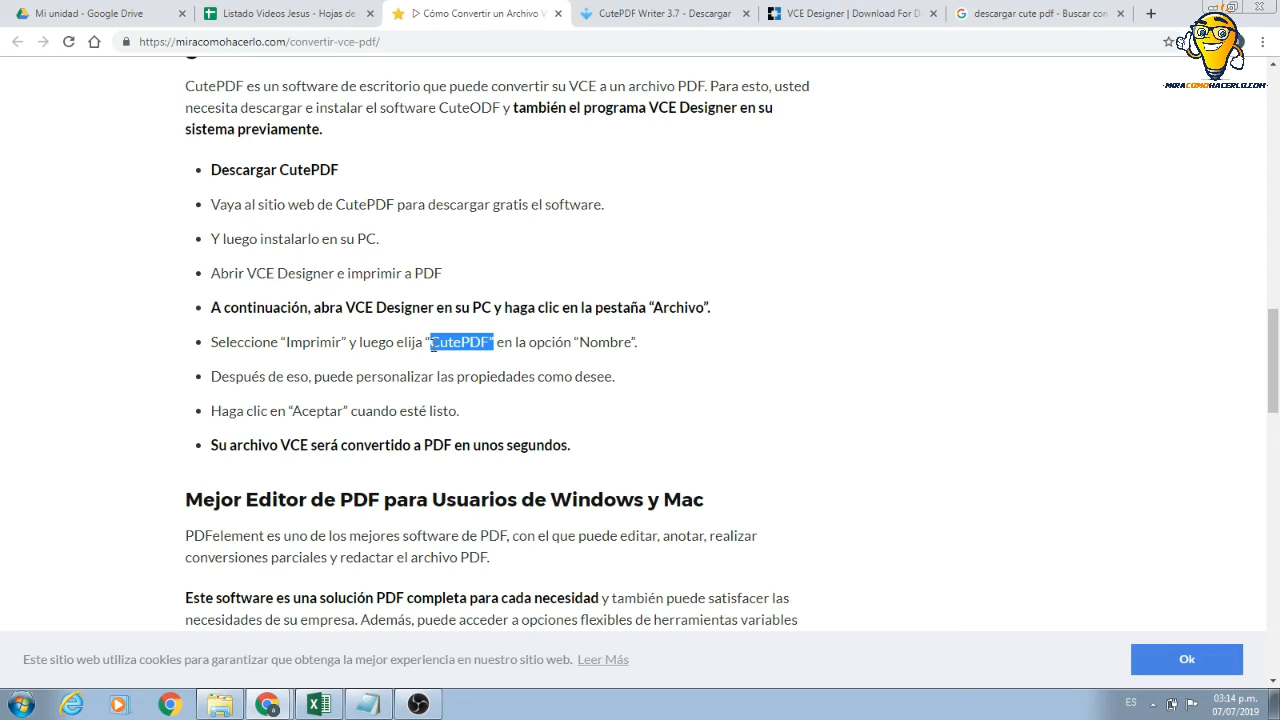 Mi unidad - Google Drive
Listado Videos Jesus - Hojas de
▷ Cómo Convertir un Archivo V
CutePDF Writer 3.7 - Descargar
VCE Designer | Download For D
descargar cute pdf - Buscar con
https://miracomohacerlo.com/convertir-vce-pdf/
MIRACOMOHACERLO.COM
CutePDF es un software de escritorio que puede convertir su VCE a un archivo PDF. Para esto, usted
necesita descargar e instalar el software CuteODF y también el programa VCE Designer en su
sistema previamente.
• Descargar CutePDF
• Vaya al sitio web de CutePDF para descargar gratis el software.
• Y luego instalarlo en su PC.
• Abrir VCE Designer e imprimir a PDF
• A continuación, abra VCE Designer en su PC y haga clic en la pestaña “Archivo”.
• Seleccione “Imprimir” y luego elija “CutePDF” en la opción “Nombre”.
• Después de eso, puede personalizar las propiedades como desee.
• Haga clic en “Aceptar” cuando esté listo.
• Su archivo VCE será convertido a PDF en unos segundos.
Mejor Editor de PDF para Usuarios de Windows y Mac
PDFelement es uno de los mejores software de PDF, con el que puede editar, anotar, realizar
conversiones parciales y redactar el archivo PDF.
Este software es una solución PDF completa para cada necesidad y también puede satisfacer las
necesidades de su empresa. Además, puede acceder a opciones flexibles de herramientas variables
Este sitio web utiliza cookies para garantizar que obtenga la mejor experiencia en nuestro sitio web. Leer Más
Ok
ES
03:14 p.m.
07/07/2019